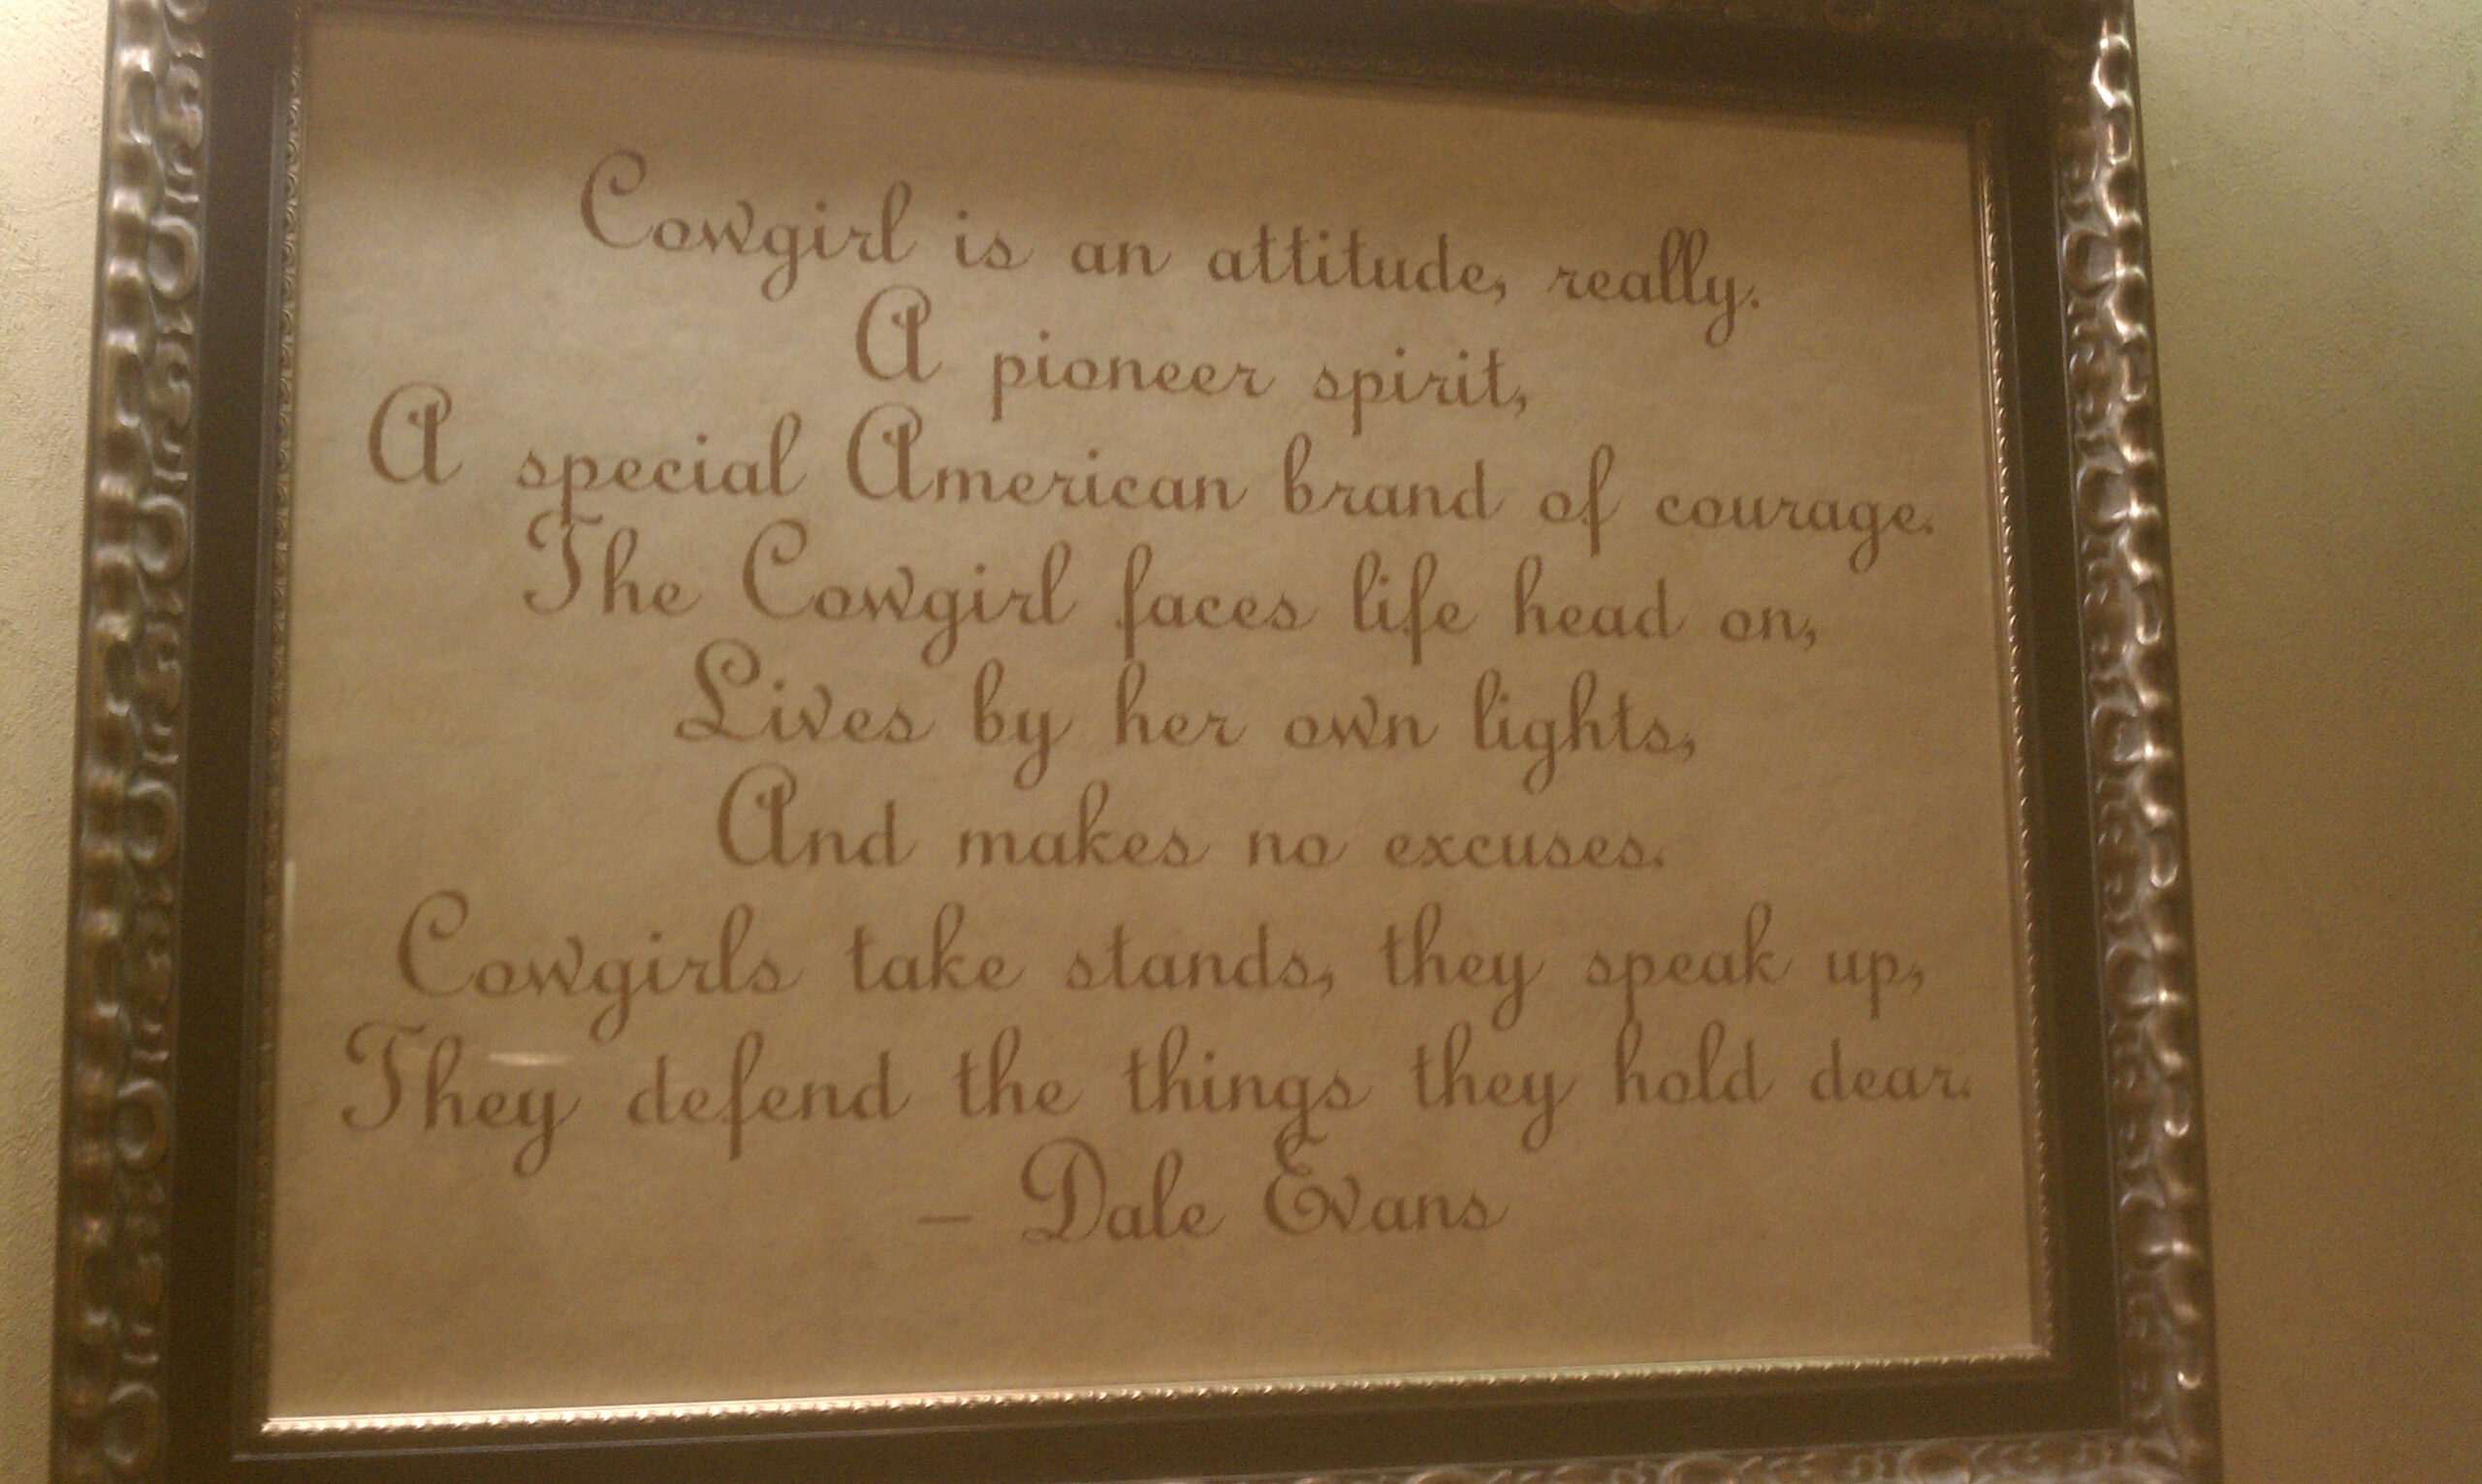 Cowgirl is an attitude, really.
A pioneer spirit,
A special American brand of courage.
The Cowgirl faces life head on,
Lives by her own lights,
And makes no excuses.
Cowgirls take stands, they speak up,
They defend the things they hold dear.
– Dale Evans